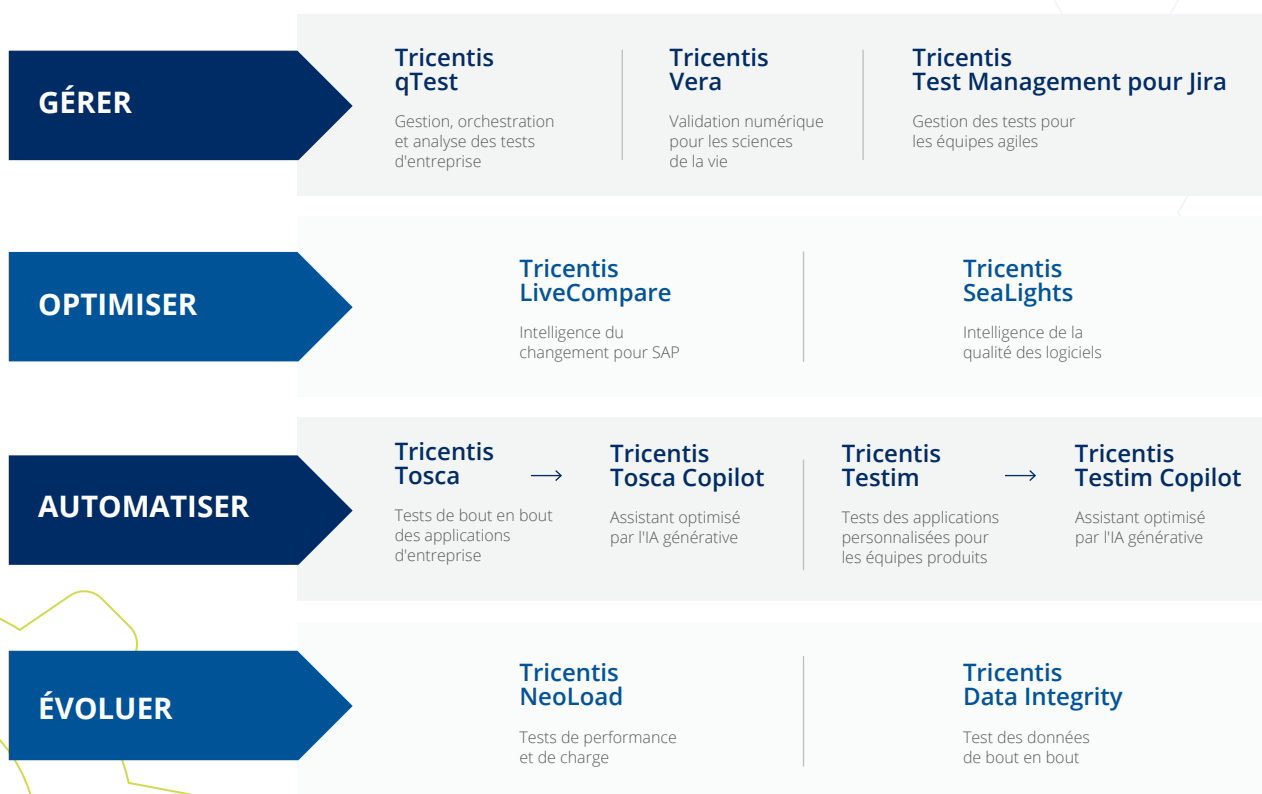 GÉRER
Tricentis
qTest
Gestion, orchestration
et analyse des tests
d'entreprise
Tricentis
Vera
Validation numérique
pour les sciences
de la vie
Tricentis
Test Management pour Jira
Gestion des tests pour
les équipes agiles
OPTIMISER
Tricentis
LiveCompare
Intelligence du
changement pour SAP
Tricentis
SeaLights
Intelligence de la
qualité des logiciels
AUTOMATISER
Tricentis
Tosca
Tests de bout en bout
des applications
d'entreprise
Tricentis
Tosca Copilot
Assistant optimisé
par l'IA générative
Tricentis
Testim
Tests des applications
personnalisées pour
les équipes produits
Tricentis
Testim Copilot
Assistant optimisé
par l'IA générative
ÉVOLUER
Tricentis
NeoLoad
Tests de performance
et de charge
Tricentis
Data Integrity
Test des données
de bout en bout